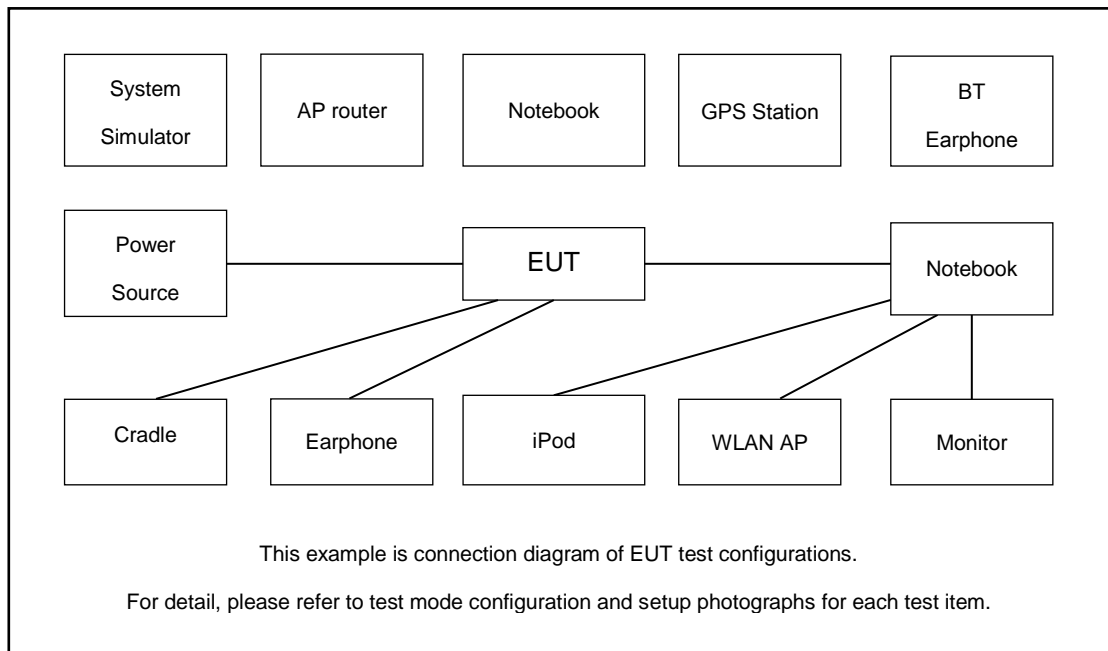 System
Simulator
AP router
Notebook
GPS Station
BT
Earphone
Power
Source
EUT
Notebook
Cradle
Earphone
iPod
WLAN AP
Monitor
This example is connection diagram of EUT test configurations.
For detail, please refer to test mode configuration and setup photographs for each test item.